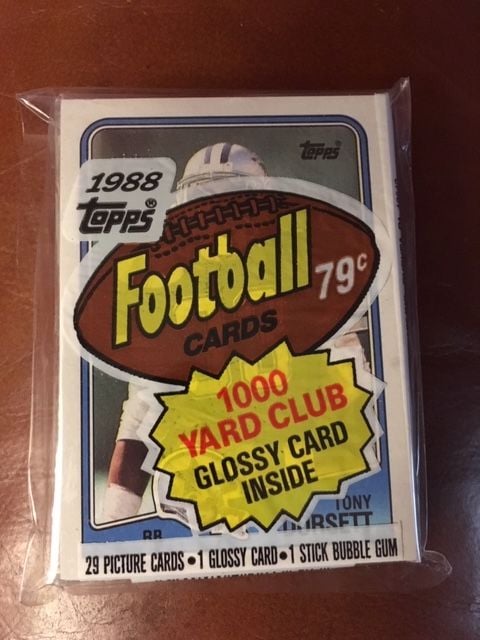 Topps
1988
Topps®
Football
79¢
CARDS
1000
YARD CLUB
GLOSSY CARD
INSIDE
TONY
RB
DORSETT
29 PICTURE CARDS • 1 GLOSSY CARD • 1 STICK BUBBLE GUM